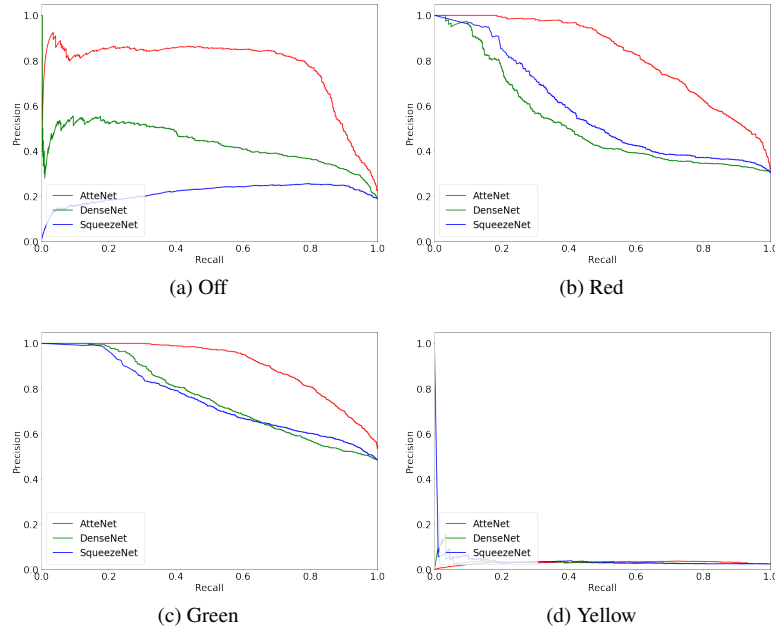 1.0
0.8
0.6
0.4
0.2
0.0
Precision
AtteNet
DenseNet
SqueezeNet
0.0 0.2 0.4 0.6 0.8 1.0
Recall
(a) Off
1.0
0.8
0.6
0.4
0.2
0.0
Precision
AtteNet
DenseNet
SqueezeNet
0.0 0.2 0.4 0.6 0.8 1.0
Recall
(b) Red
1.0
0.8
0.6
0.4
0.2
0.0
Precision
AtteNet
DenseNet
SqueezeNet
0.0 0.2 0.4 0.6 0.8 1.0
Recall
(c) Green
1.0
0.8
0.6
0.4
0.2
0.0
Precision
AtteNet
DenseNet
SqueezeNet
0.0 0.2 0.4 0.6 0.8 1.0
Recall
(d) Yellow